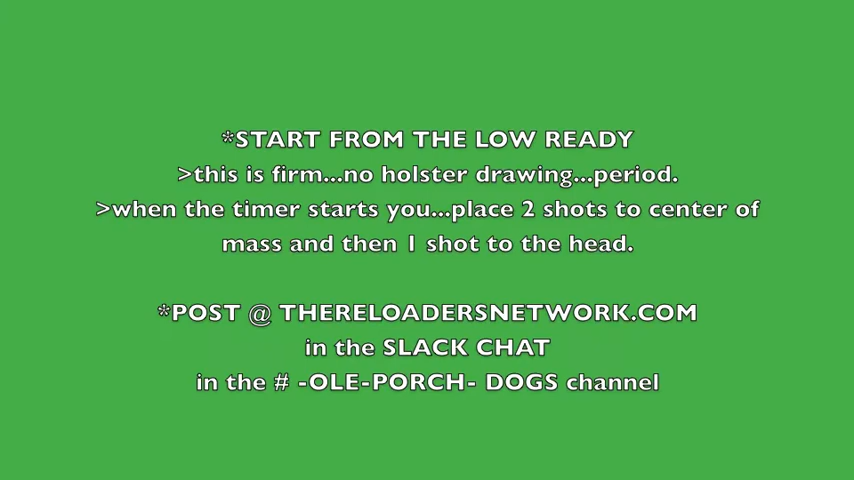 *START FROM THE LOW READY
>this is firm...no holster drawing...period.
>when the timer starts you...place 2 shots to center of
mass and then 1 shot to the head.
*POST @ THERELOADERSNETWORK.COM
in the SLACK CHAT
in the # -OLE-PORCH- DOGS channel